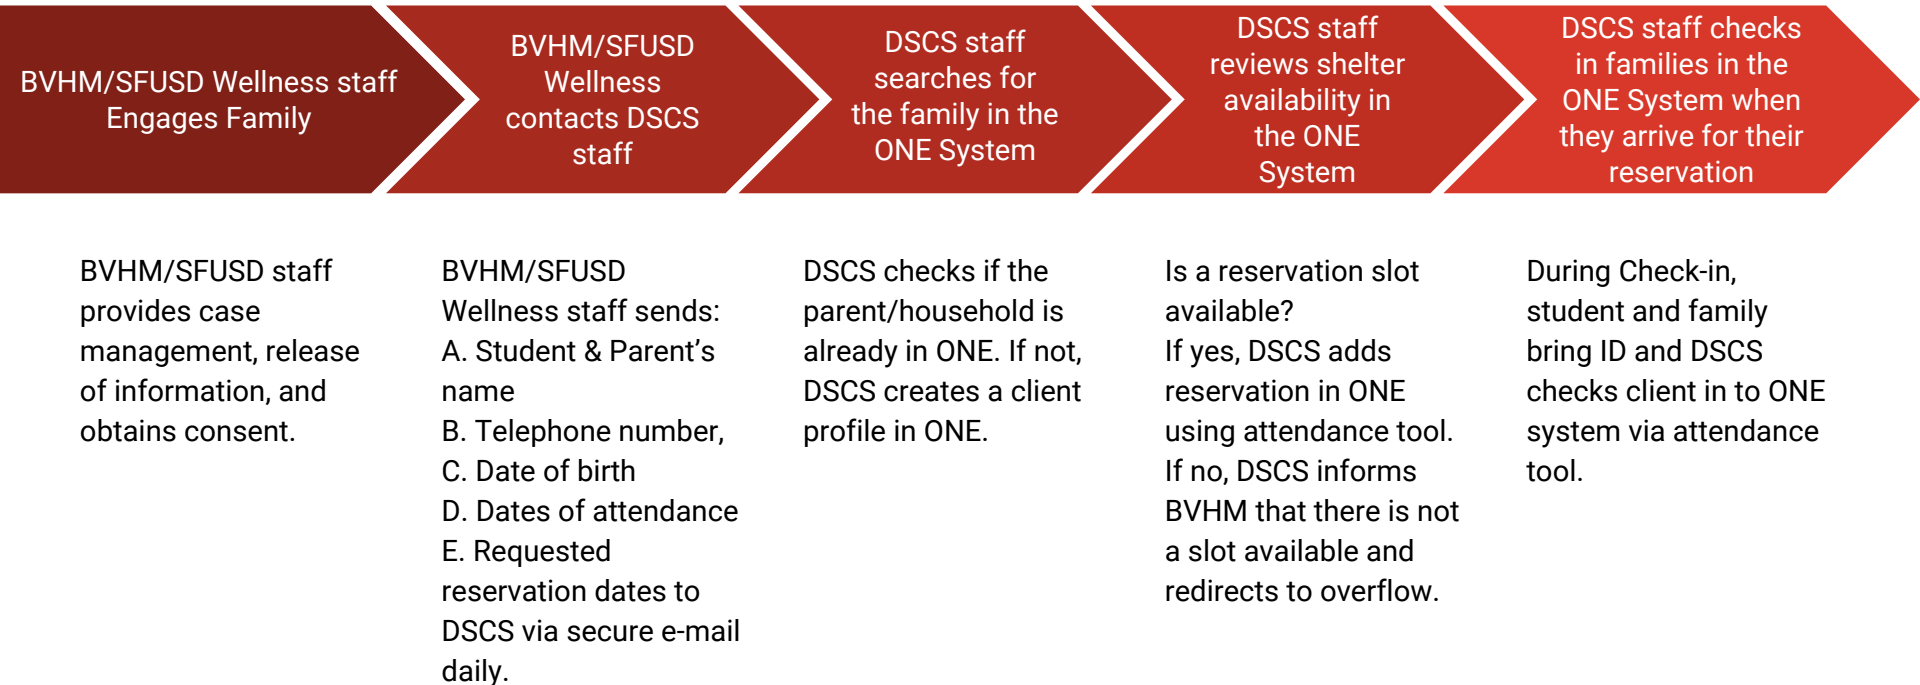 BVHM/SFUSD Wellness staff
Engages Family
BVHM/SFUSD
Wellness
contacts DSCS
staff
DSCS staff
searches for
the family in the
ONE System
DSCS staff
reviews shelter
availability in
the ONE
System
DSCS staff checks
in families in the
ONE System when
they arrive for their
reservation
BVHM/SFUSD staff
provides case
management, release
of information, and
obtains consent.
BVHM/SFUSD
Wellness staff sends:
A. Student & Parent’s
name
B. Telephone number,
C. Date of birth
D. Dates of attendance
E. Requested
reservation dates to
DSCS via secure e-mail
daily.
DSCS checks if the
parent/household is
already in ONE. If not,
DSCS creates a client
profile in ONE.
Is a reservation slot
available?
If yes, DSCS adds
reservation in ONE
using attendance tool.
If no, DSCS informs
BVHM that there is not
a slot available and
redirects to overflow.
During Check-in,
student and family
bring ID and DSCS
checks client in to ONE
system via attendance
tool.